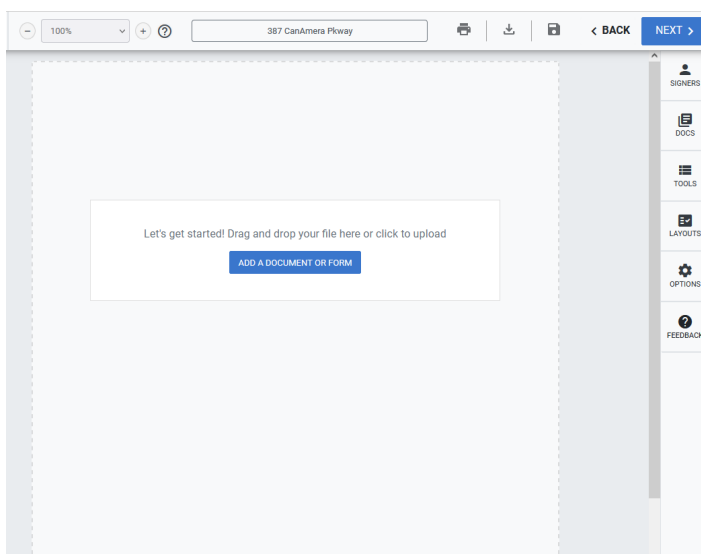 100%
387 CanAmera Pkway
BACK
NEXT
SIGNERS
DOCS
TOOLS
LAYOUTS
OPTIONS
FEEDBACK
Let's get started! Drag and drop your file here or click to upload
ADD A DOCUMENT OR FORM